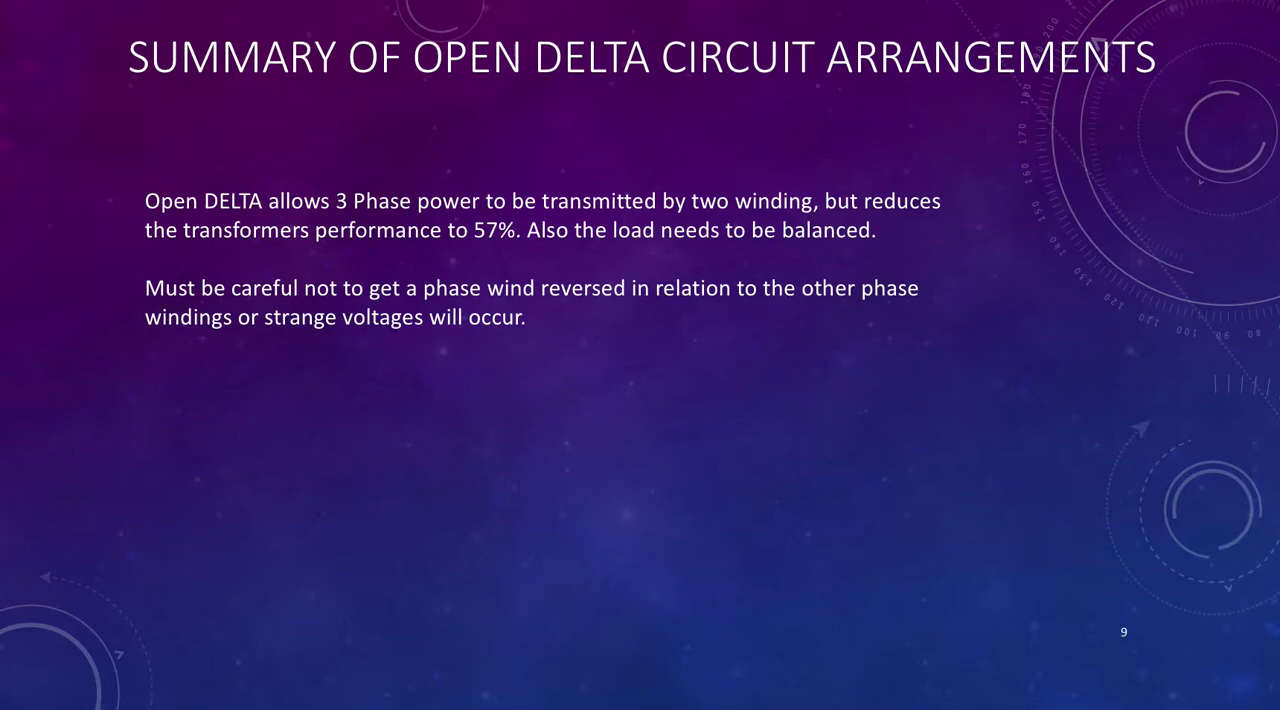 SUMMARY OF OPEN DELTA CIRCUIT ARRANGEMENTS
Open DELTA allows 3 Phase power to be transmitted by two winding, but reduces
the transformers performance to 57%. Also the load needs to be balanced.
Must be careful not to get a phase wind reversed in relation to the other phase
windings or strange voltages will occur.
9